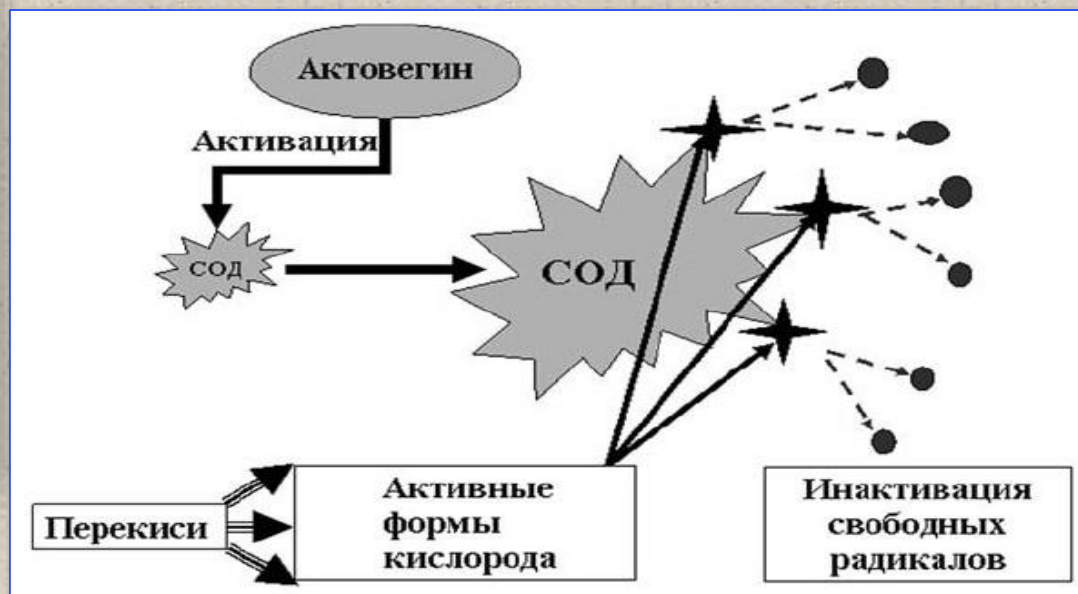 Актовегин
Активация
СОД
СОД
Перекиси
Активные
формы
кислорода
Инактивация
свободных
радикалов